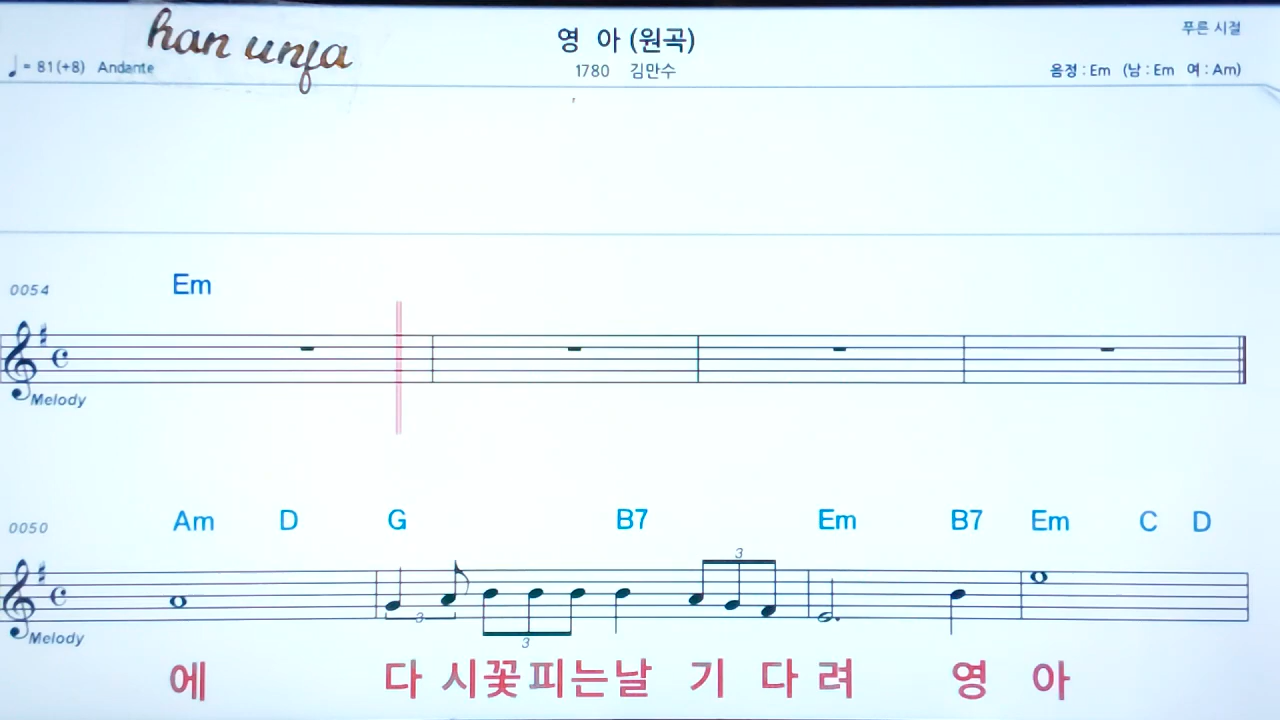 han unfa
영 아 (원곡)
푸른 시절
♩= 81(+8) Andante
1780 김만수
음정 : Em (남 : Em 여 : Am)
0054
Em
Melody
0050
Am D G B7 Em B7 Em C D
3
3
3
Melody
에 다 시 꽃 피 는 날 기 다 려 영 아